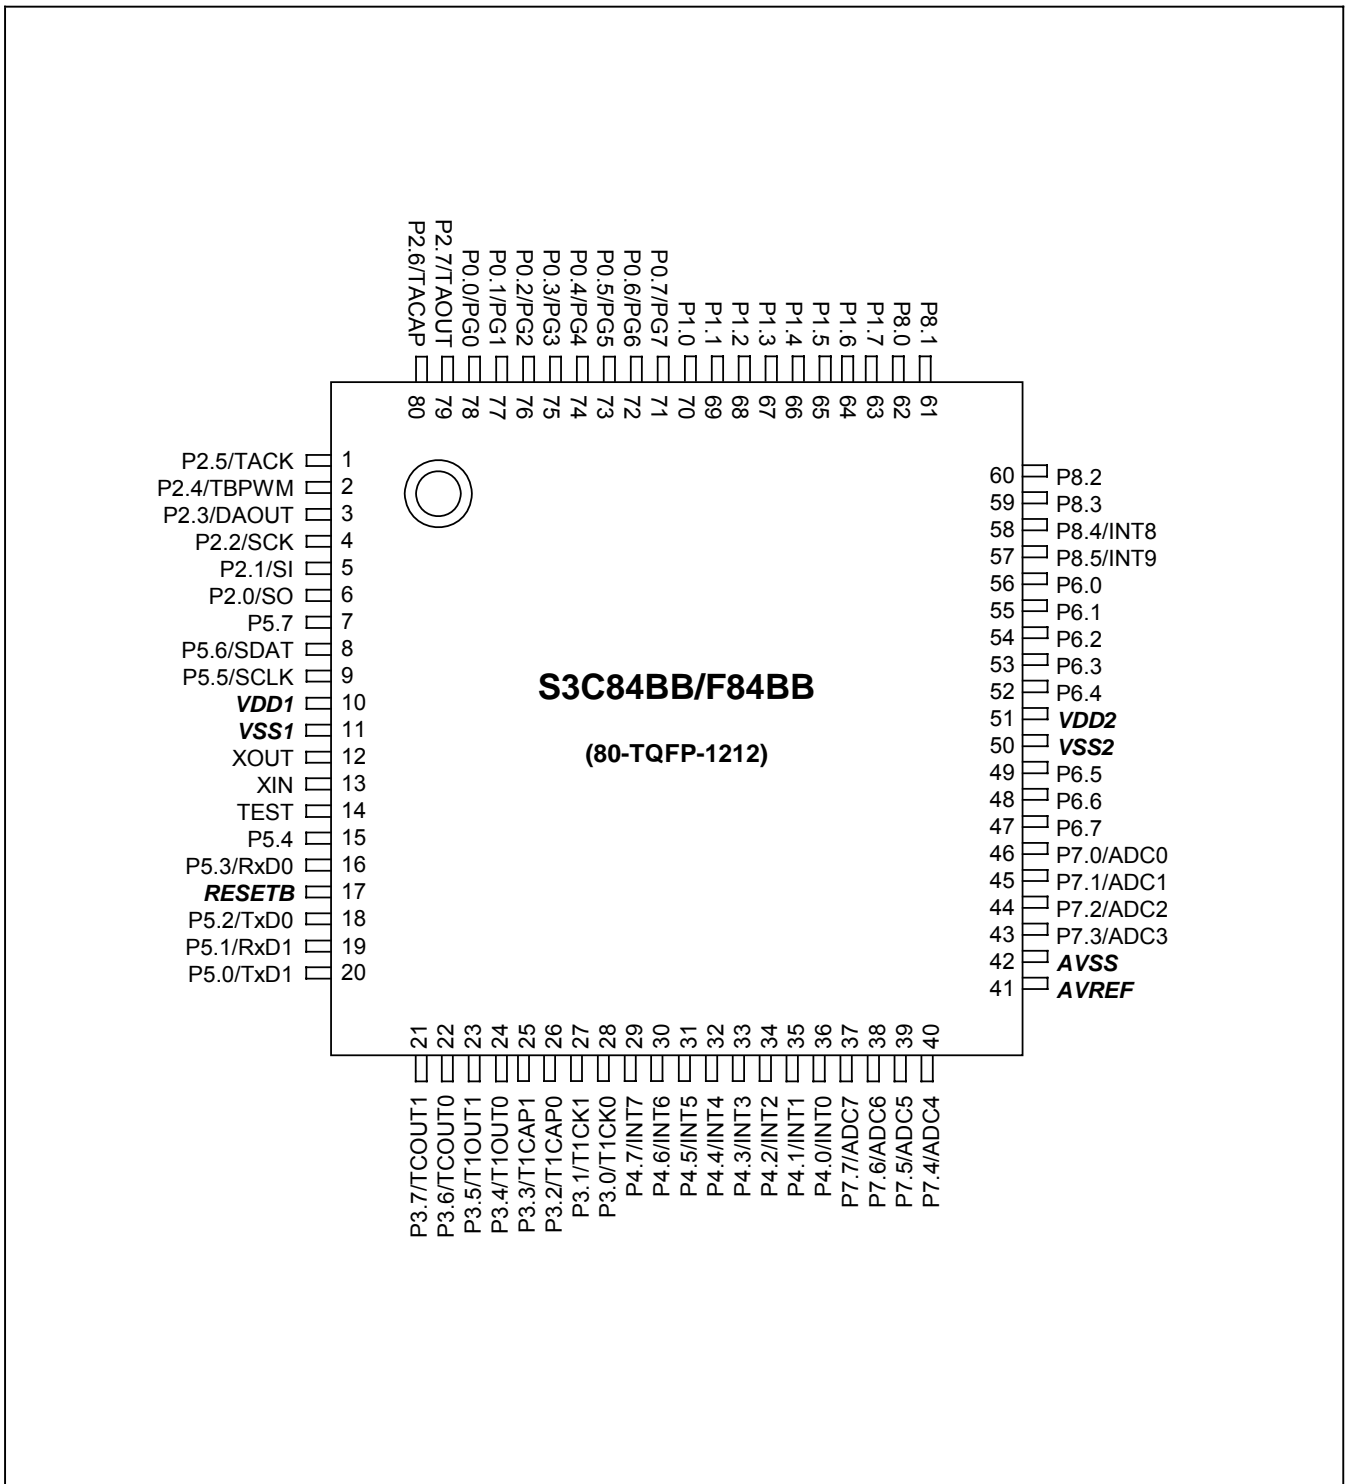 P2.6/TACAP
P2.7/TAOUT
P0.0/PG0
P0.1/PG1
P0.2/PG2
P0.3/PG3
P0.4/PG4
P0.5/PG5
P0.6/PG6
P0.7/PG7
P1.0
P1.1
P1.2
P1.3
P1.4
P1.5
P1.6
P1.7
P8.0
P8.1
80
79
78
77
76
75
74
73
72
71
70
69
68
67
66
65
64
63
62
61
P2.5/TACK 1
P2.4/TBPWM 2
P2.3/DAOUT 3
P2.2/SCK 4
P2.1/SI 5
P2.0/SO 6
P5.7 7
P5.6/SDAT 8
P5.5/SCLK 9
VDD1 10
VSS1 11
XOUT 12
XIN 13
TEST 14
P5.4 15
P5.3/RxD0 16
RESETB 17
P5.2/TxD0 18
P5.1/RxD1 19
P5.0/TxD1 20
S3C84BB/F84BB
(80-TQFP-1212)
60 P8.2
59 P8.3
58 P8.4/INT8
57 P8.5/INT9
56 P6.0
55 P6.1
54 P6.2
53 P6.3
52 P6.4
51 VDD2
50 VSS2
49 P6.5
48 P6.6
47 P6.7
46 P7.0/ADC0
45 P7.1/ADC1
44 P7.2/ADC2
43 P7.3/ADC3
42 AVSS
41 AVREF
21
22
23
24
25
26
27
28
29
30
31
32
33
34
35
36
37
38
39
40
P3.7/TCOUT1
P3.6/TCOUT0
P3.5/T1OUT1
P3.4/T1OUT0
P3.3/T1CAP1
P3.2/T1CAP0
P3.1/T1CK1
P3.0/T1CK0
P4.7/INT7
P4.6/INT6
P4.5/INT5
P4.4/INT4
P4.3/INT3
P4.2/INT2
P4.1/INT1
P4.0/INT0
P7.7/ADC7
P7.6/ADC6
P7.5/ADC5
P7.4/ADC4